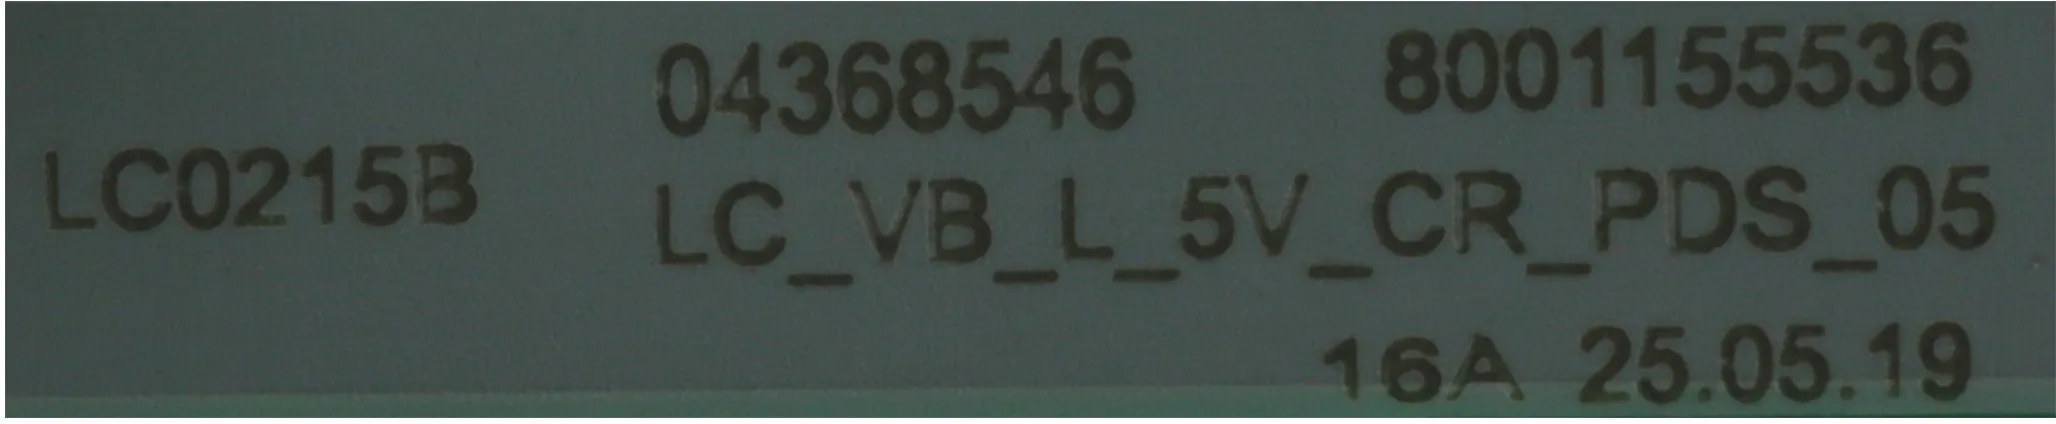 04368546 8001155536
LC0215B
LC_VB_L_5V_CR_PDS_05
16A 25.05.19